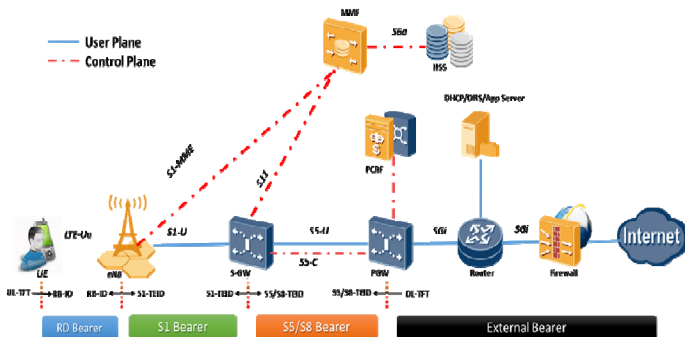 MME
S6a
HSS
User Plane
Control Plane
DHCP/DNS/App Server
PCRF
S1-MME
S11
LTE-Uu
S1-U
S5-U
SGi
SGi
Internet
S5-C
UE
eNB
S-GW
PGW
Router
Firewall
UL-TFT
RB-ID
RB-ID
S1-TEID
S1-TEID
S5/S8-TEID
S5/S8-TEID
DL-TFT
RD Bearer
S1 Bearer
S5/S8 Bearer
External Bearer